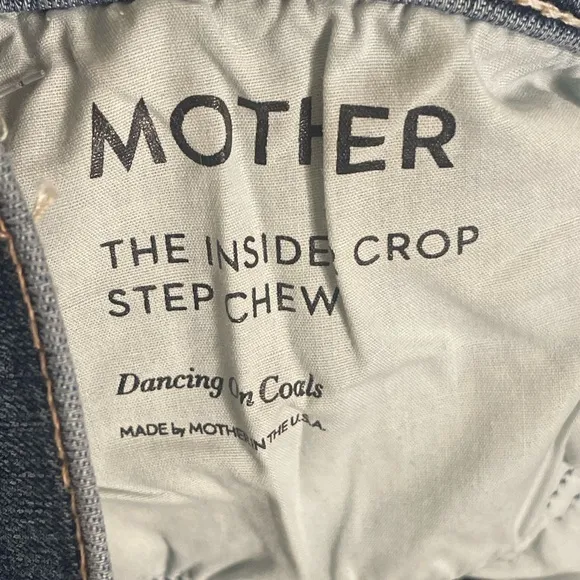 MOTHER
THE INSIDE CROP
STEP CHEW
Dancing On Coals
MADE by MOTHER IN THE U.S.A.